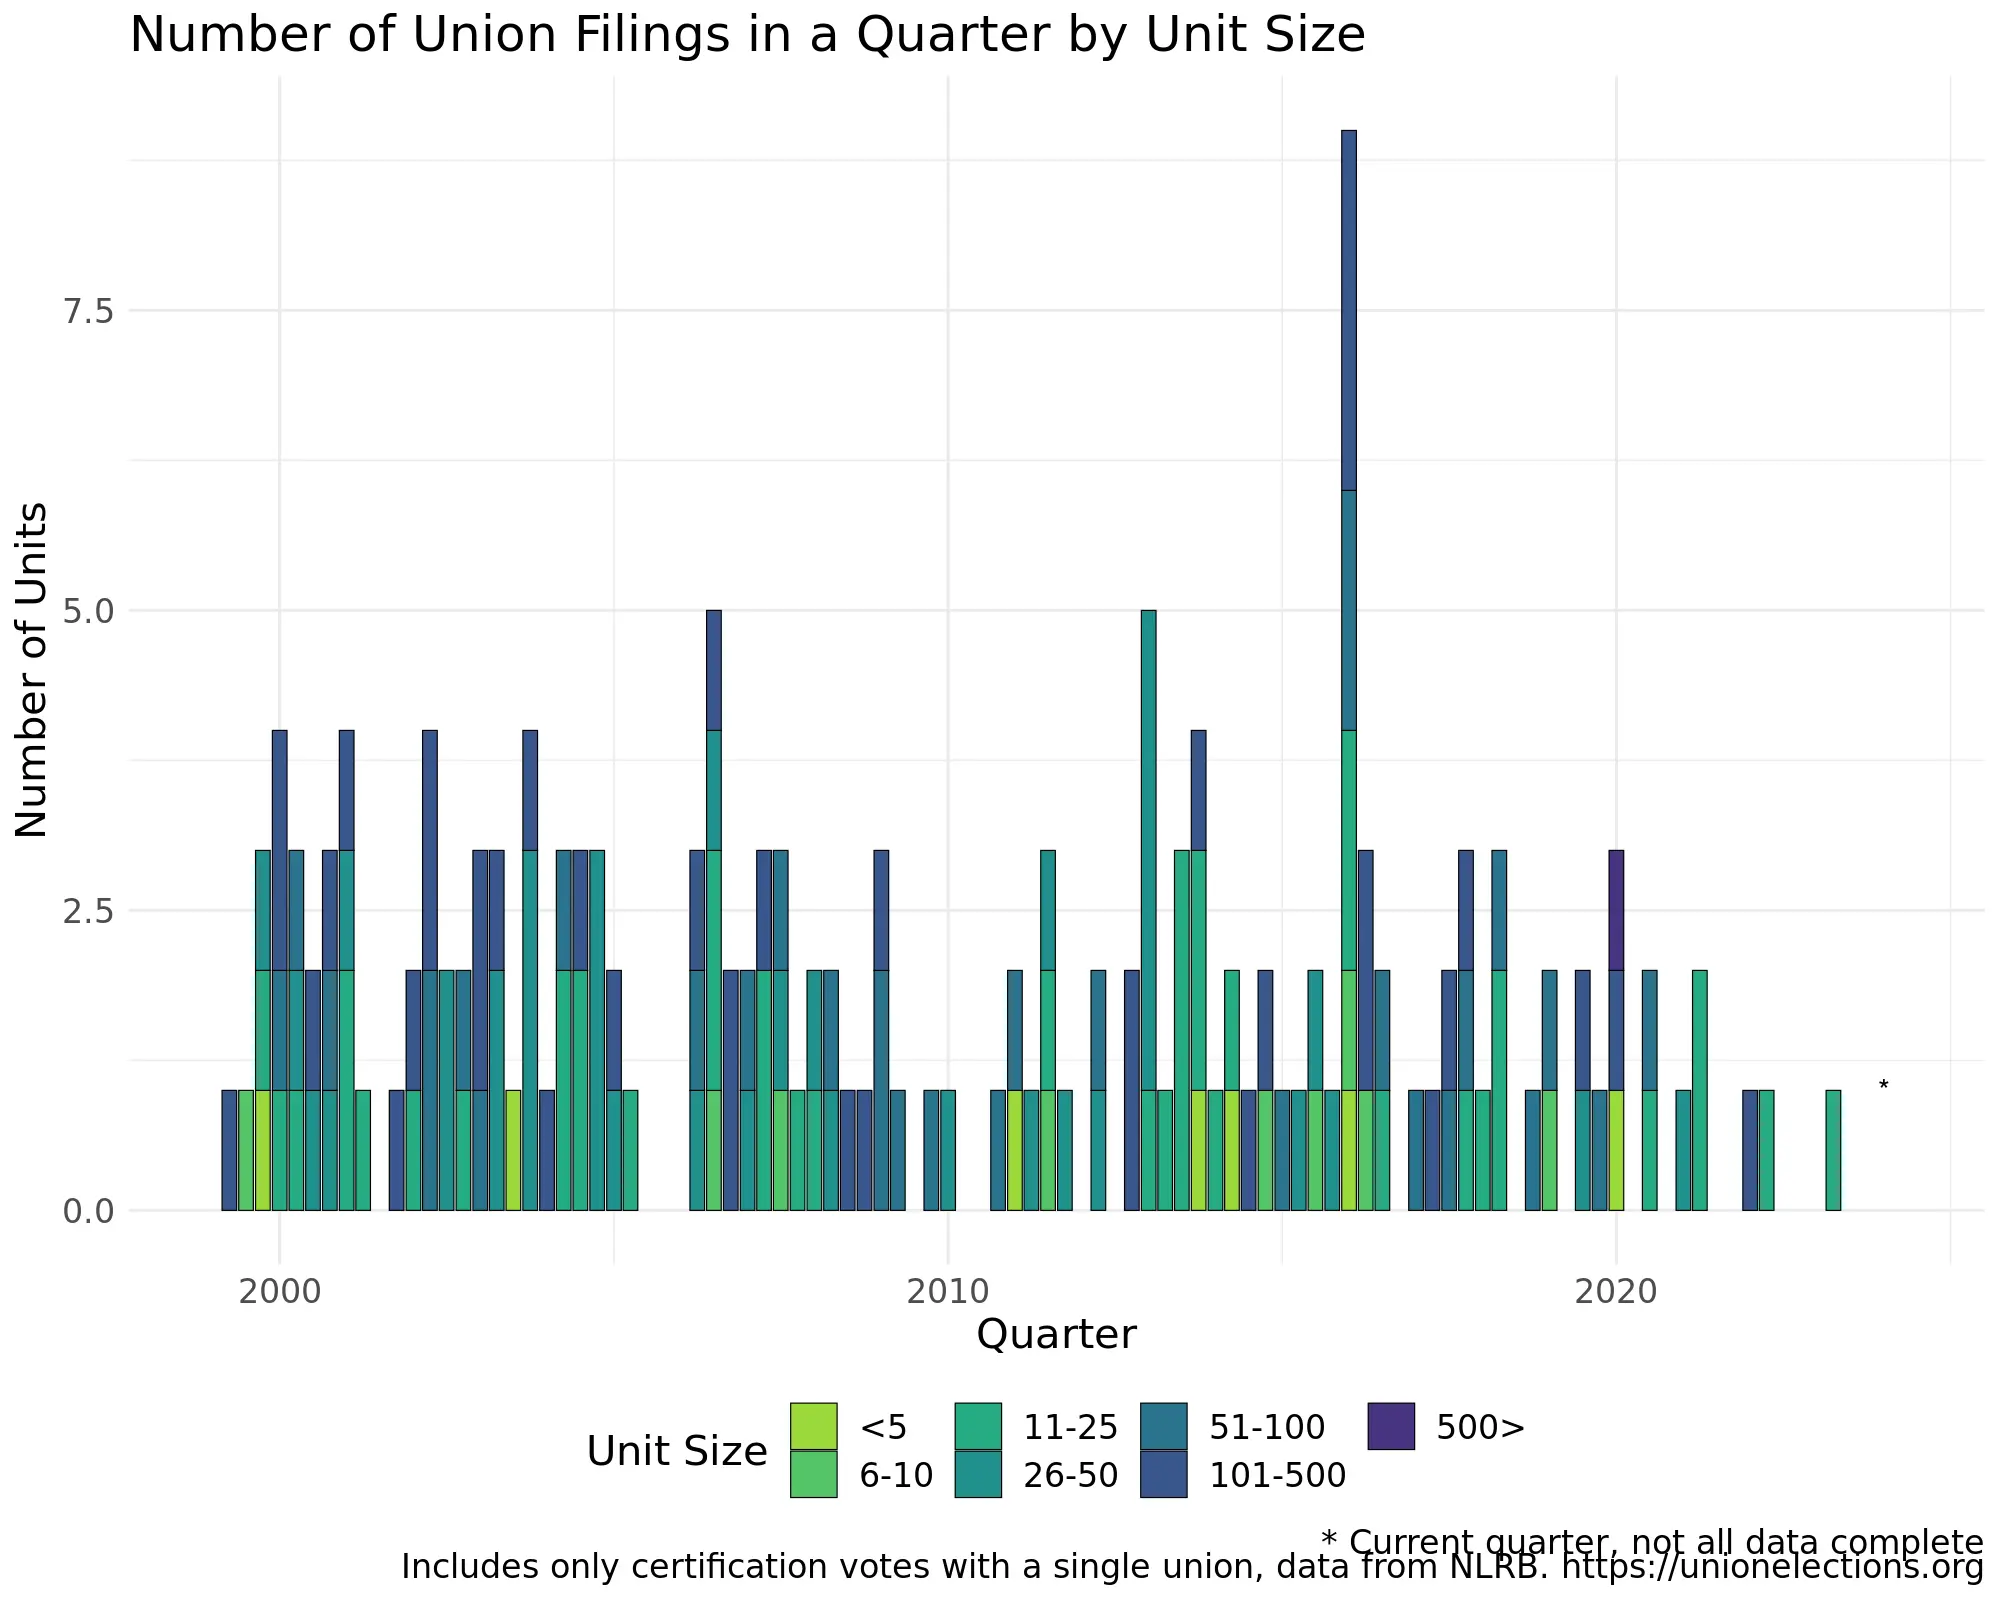 Number of Union Filings in a Quarter by Unit Size
Number of Units
7.5
5.0
2.5
0.0
*
2000 2010 2020
Quarter
Unit Size
<5 11-25 51-100 500>
6-10 26-50 101-500
* Current quarter, not all data complete
Includes only certification votes with a single union, data from NLRB. https://unionelections.org